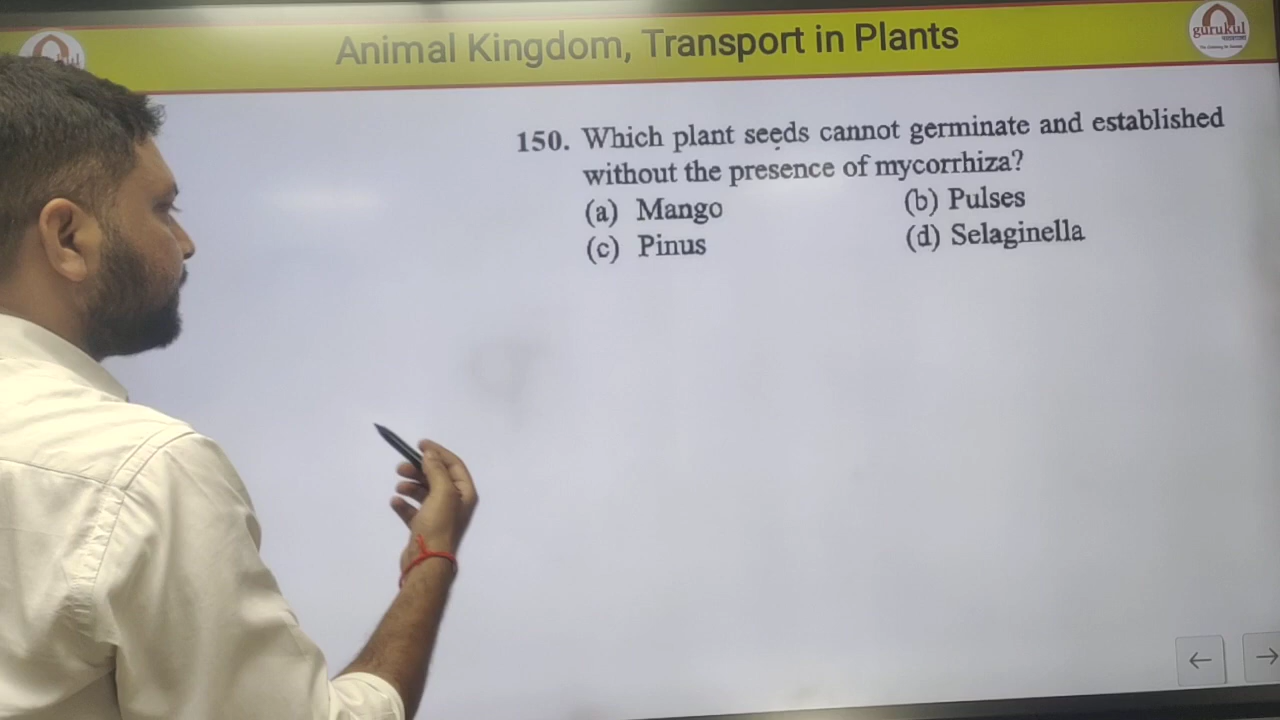 Animal Kingdom, Transport in Plants
gurukul
150. Which plant seeds cannot germinate and established
without the presence of mycorrhiza?
(a) Mango (b) Pulses
(c) Pinus (d) Selaginella